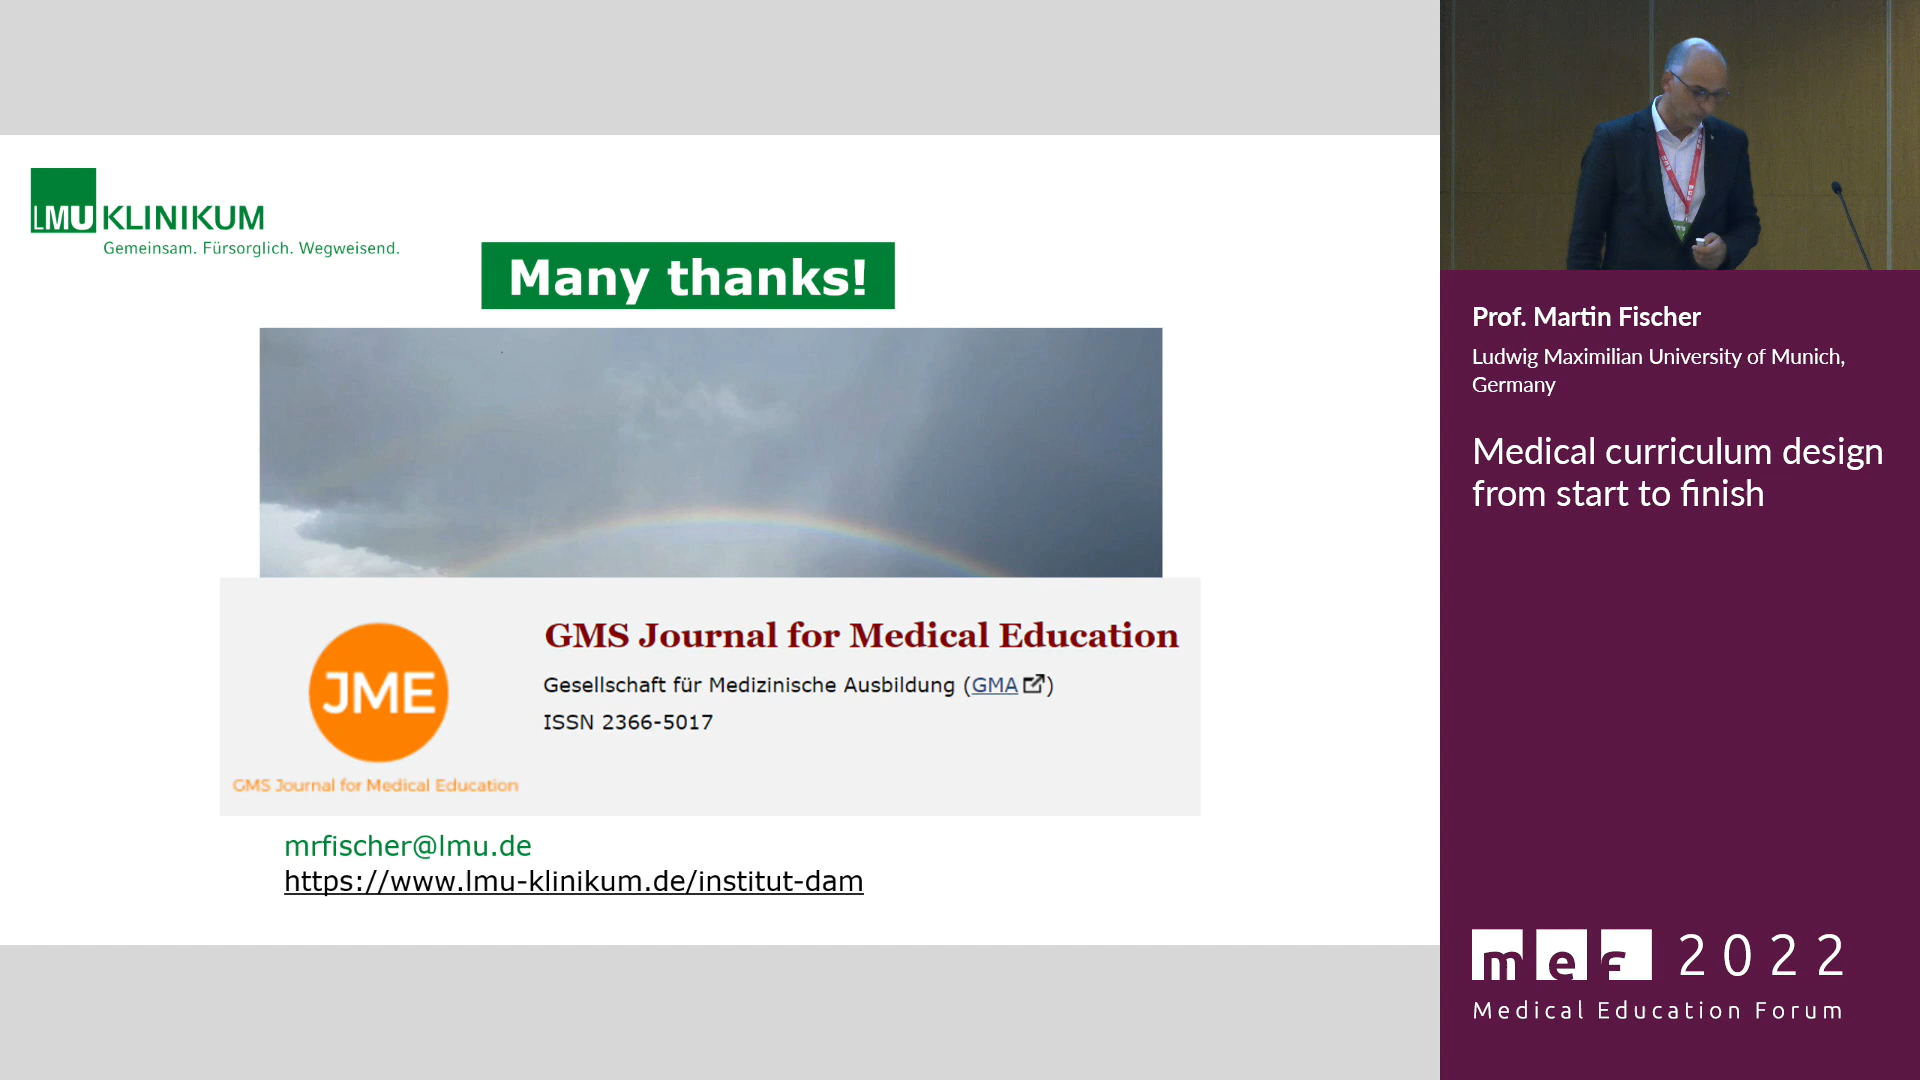 LMU KLINIKUM
Gemeinsam. Fürsorglich. Wegweisend.
Many thanks!
JME
GMS Journal for Medical Education
GMS Journal for Medical Education
Gesellschaft für Medizinische Ausbildung (GMA)
ISSN 2366-5017
mrfischer@lmu.de
https://www.lmu-klinikum.de/institut-dam
Prof. Martin Fischer
Ludwig Maximilian University of Munich,
Germany
Medical curriculum design
from start to finish
mef 2022
Medical Education Forum